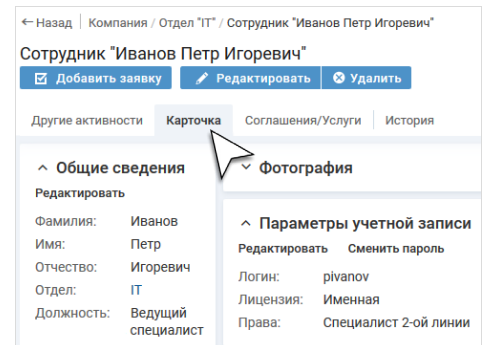 ← Назад | Компания / Отдел "IT" / Сотрудник "Иванов Петр Игоревич"
Сотрудник "Иванов Петр Игоревич"
Добавить заявку Редактировать Удалить
Другие активности Карточка Соглашения/Услуги История
Общие сведения
Редактировать
Фамилия: Иванов
Имя: Петр
Отчество: Игоревич
Отдел: IT
Должность: Ведущий
специалист
Фотография
Параметры учетной записи
Редактировать Сменить пароль
Логин: pivanov
Лицензия: Именная
Права: Специалист 2-ой линии